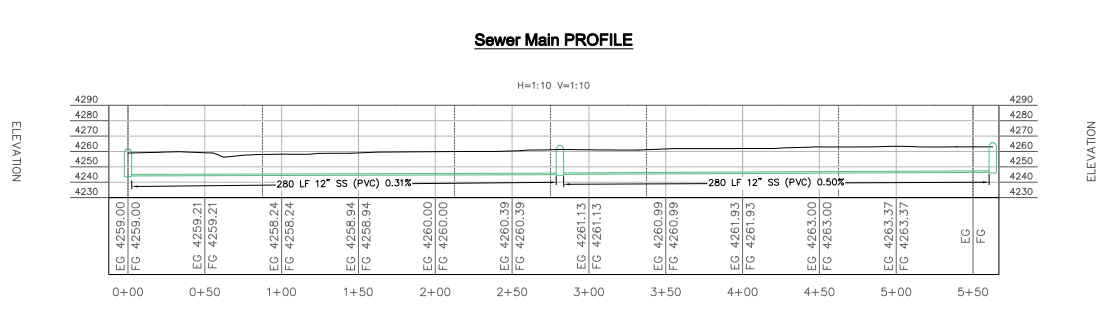 Sewer Main PROFILE
H=1:10 V=1:10
ELEVATION
4290
4280
4270
4260
4250
4240
4230
4290
4280
4270
4260
4250
4240
4230
ELEVATION
280 LF 12" SS (PVC) 0.31%
280 LF 12" SS (PVC) 0.50%
EG 4259.00
FG 4259.00
EG 4259.21
FG 4259.21
EG 4258.24
FG 4258.24
EG 4258.94
FG 4258.94
EG 4260.00
FG 4260.00
EG 4260.39
FG 4260.39
EG 4261.13
FG 4261.13
EG 4260.99
FG 4260.99
EG 4261.93
FG 4261.93
EG 4263.00
FG 4263.00
EG 4263.37
FG 4263.37
EG
FG
0+00 0+50 1+00 1+50 2+00 2+50 3+00 3+50 4+00 4+50 5+00 5+50